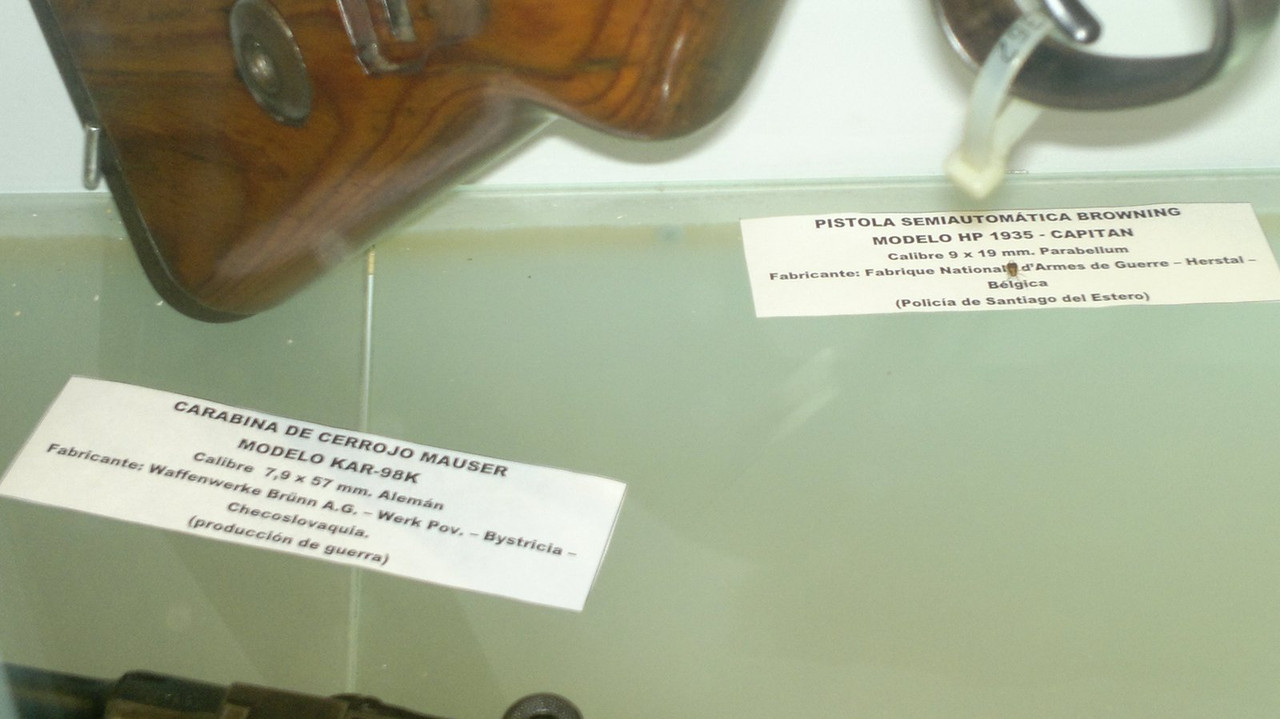 PISTOLA SEMIAUTOMÁTICA BROWNING
MODELO HP 1935 - CAPITAN
Calibre 9 x 19 mm. Parabellum
Fabricante: Fabrique National d'Armes de Guerre – Herstal –
Bélgica
(Policía de Santiago del Estero)
CARABINA DE CERROJO MAUSER
MODELO KAR-98K
Calibre 7,9 x 57 mm. Alemán
Fabricante: Waffenwerke Brünn A.G. – Werk Pov. – Bystricia –
Checoslovaquia.
(producción de guerra)